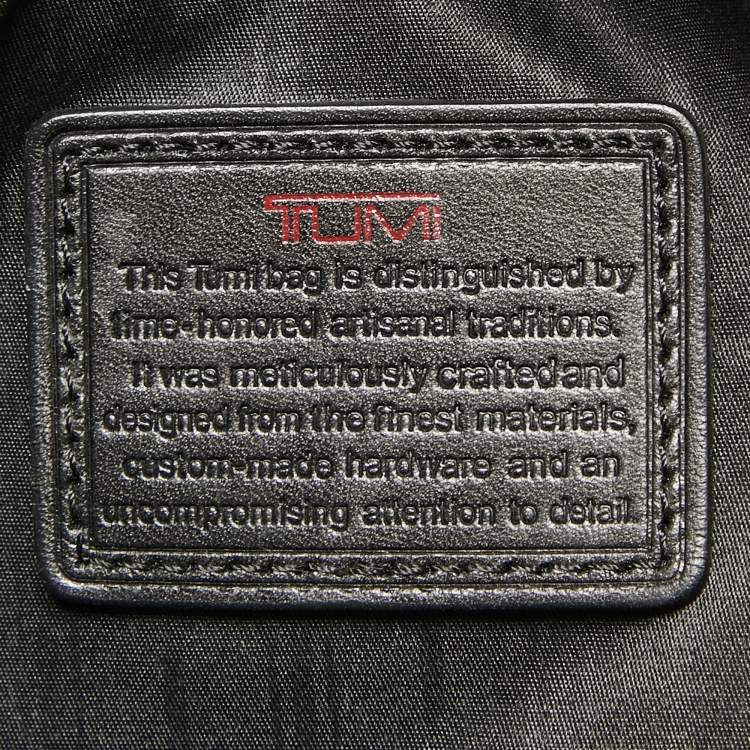 TUMI
This Tumi bag is distinguished by
time-honored artisanal traditions.
It was meticulously crafted and
designed from the finest materials,
custom-made hardware and an
uncompromising attention to detail.